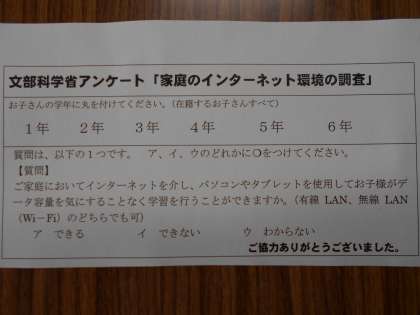 文部科学省アンケート「家庭のインターネット環境の調査」
お子さんの学年に丸を付けてください。(在籍するお子さんすべて)
1年 2年 3年 4年 5年 6年
質問は、以下の1つです。 ア、イ、ウのどれかに〇をつけてください。
【質問】
ご家庭においてインターネットを介し、パソコンやタブレットを使用してお子様がデ
ータ容量を気にすることなく学習を行うことができますか。(有線 LAN、無線 LAN
(Wi－Fi)のどちらでも可)
ア できる イ できない ウ わからない
ご協力ありがとうございました。